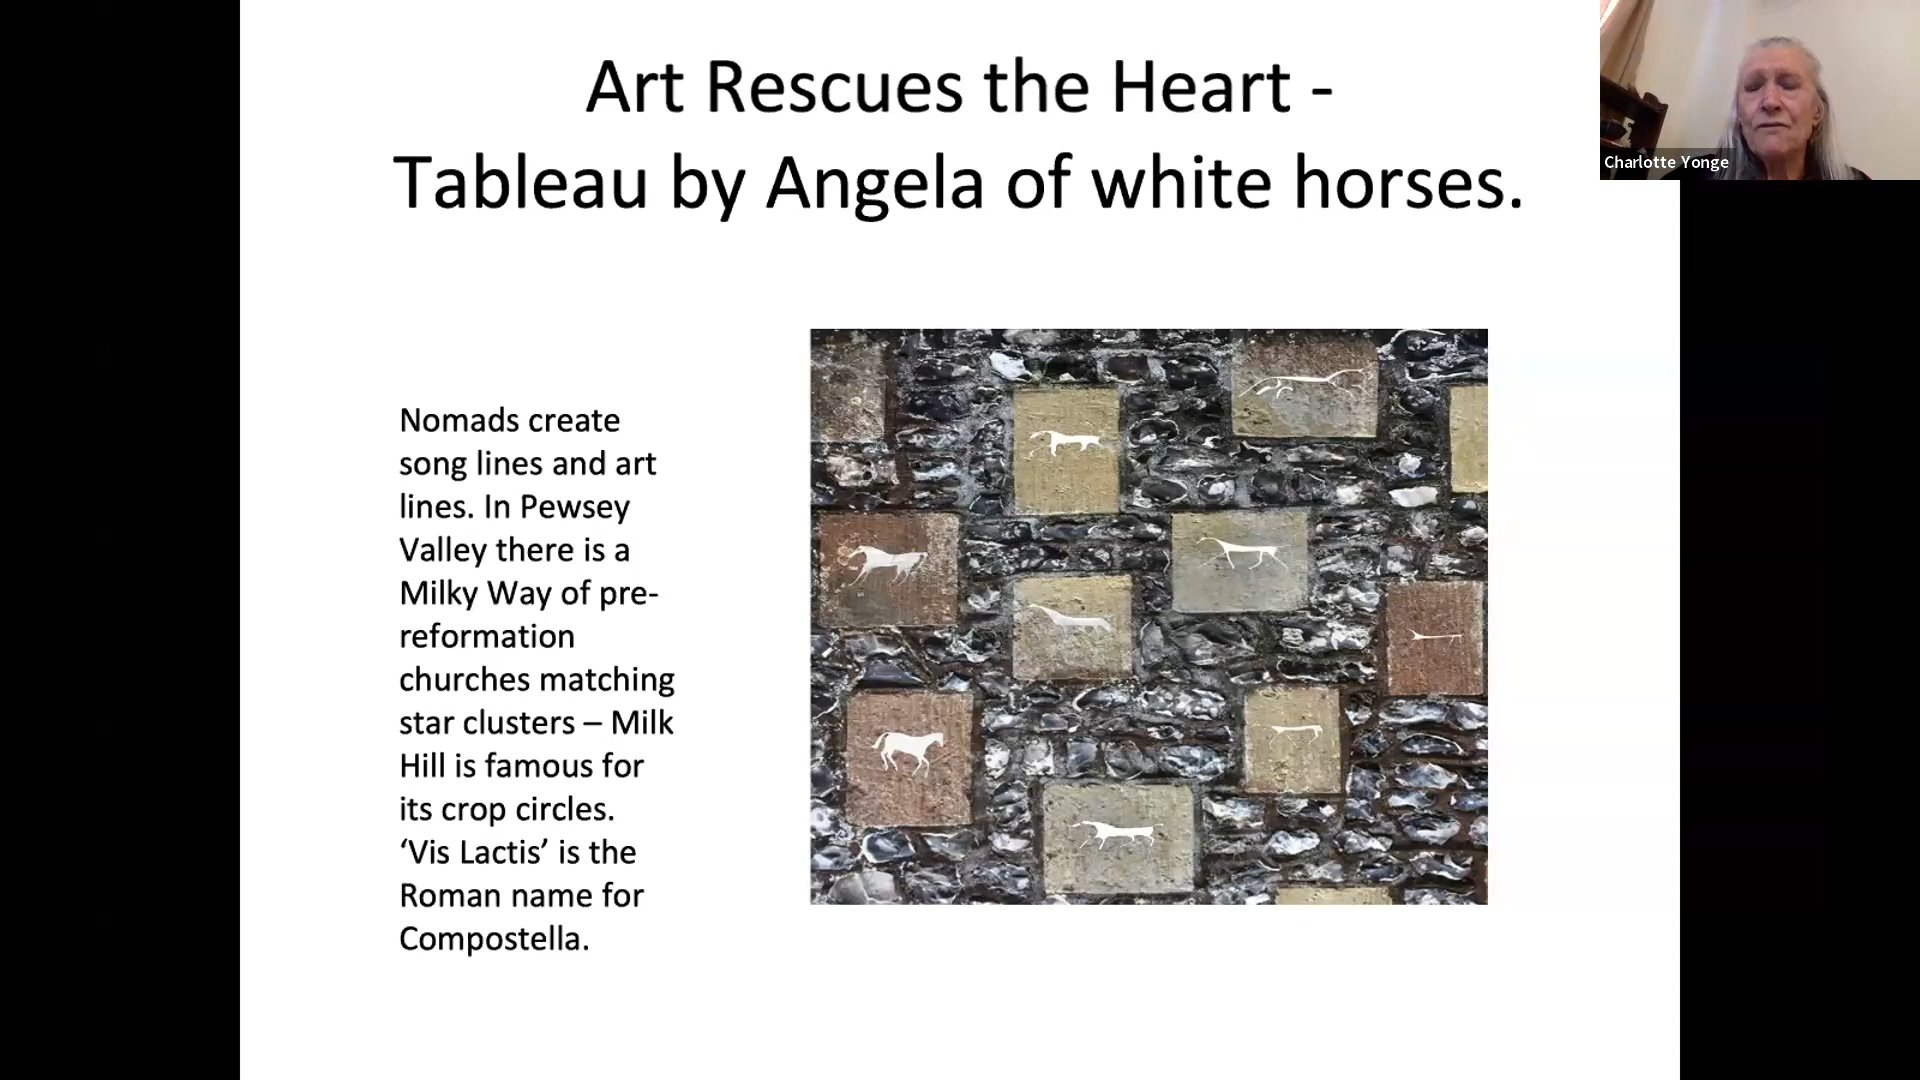 Art Rescues the Heart -
Tableau by Angela of white horses.
Charlotte Yonge
Nomads create
song lines and art
lines. In Pewsey
Valley there is a
Milky Way of pre-
reformation
churches matching
star clusters – Milk
Hill is famous for
its crop circles.
‘Vis Lactis’ is the
Roman name for
Compostella.